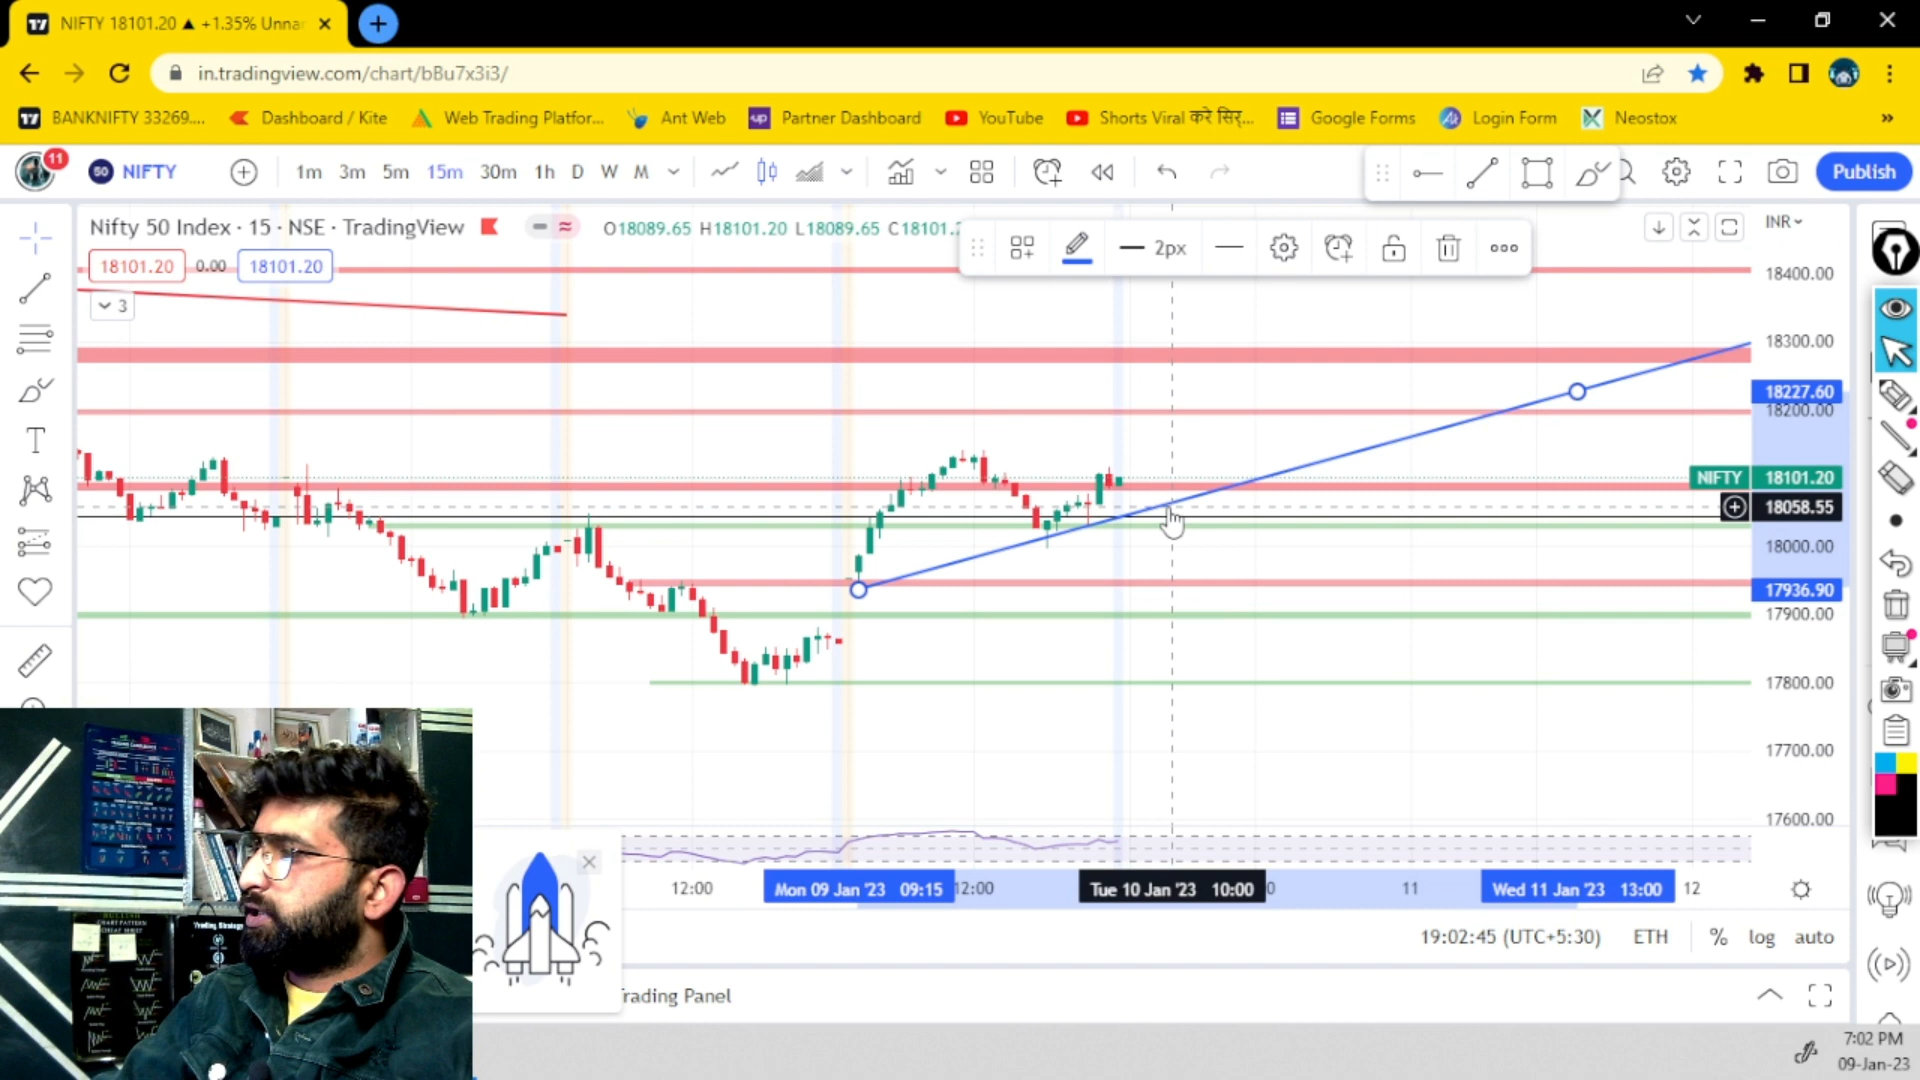 NIFTY 18101.20 ▲ +1.35% Unna
in.tradingview.com/chart/bBu7x3i3/
BANKNIFTY 33269.... Dashboard / Kite Web Trading Platfor... Ant Web Partner Dashboard YouTube Shorts Viral करे सिर्... Google Forms Login Form Neostox »
11 50 NIFTY 1m 3m 5m 15m 30m 1h D W M Publish
Nifty 50 Index · 15 · NSE · TradingView O18089.65 H18101.20 L18089.65 C18101.2
INR
18101.20 0.00 18101.20
2px
3
18400.00
18300.00
18227.60
18200.00
NIFTY 18101.20
18058.55
18000.00
17936.90
17900.00
17800.00
17700.00
17600.00
12:00 Mon 09 Jan '23 09:15 12:00 Tue 10 Jan '23 10:00 0 11 Wed 11 Jan '23 13:00 12
19:02:45 (UTC+5:30) ETH % log auto
rading Panel
Trading Strategy
7:02 PM
09-Jan-23